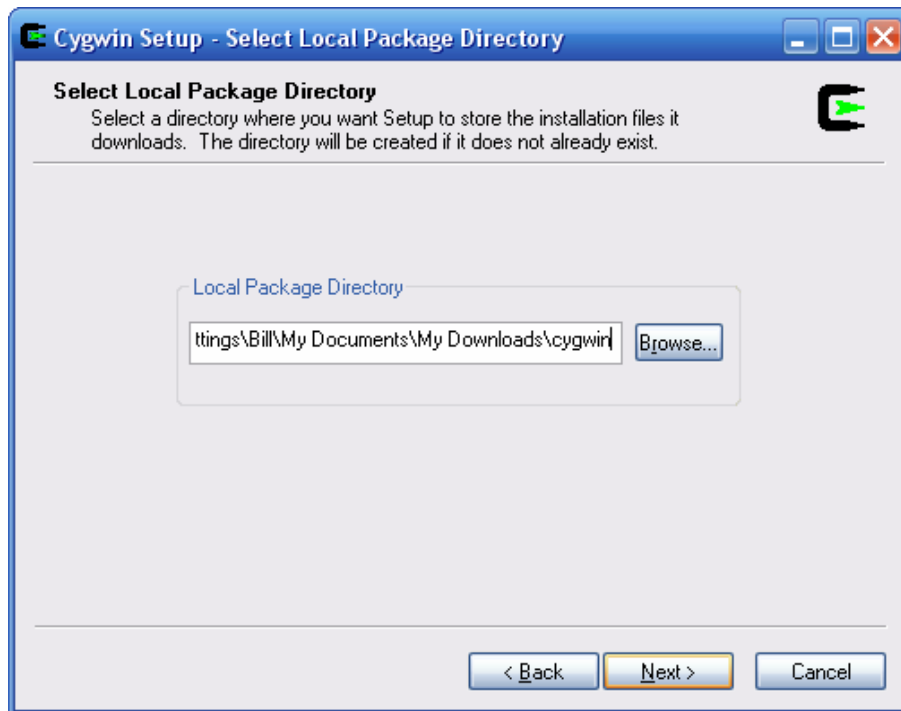 Cygwin Setup - Select Local Package Directory
Select Local Package Directory
Select a directory where you want Setup to store the installation files it
downloads. The directory will be created if it does not already exist.
Local Package Directory
ttings\Bill\My Documents\My Downloads\cygwin
Browse...
< Back
Next >
Cancel